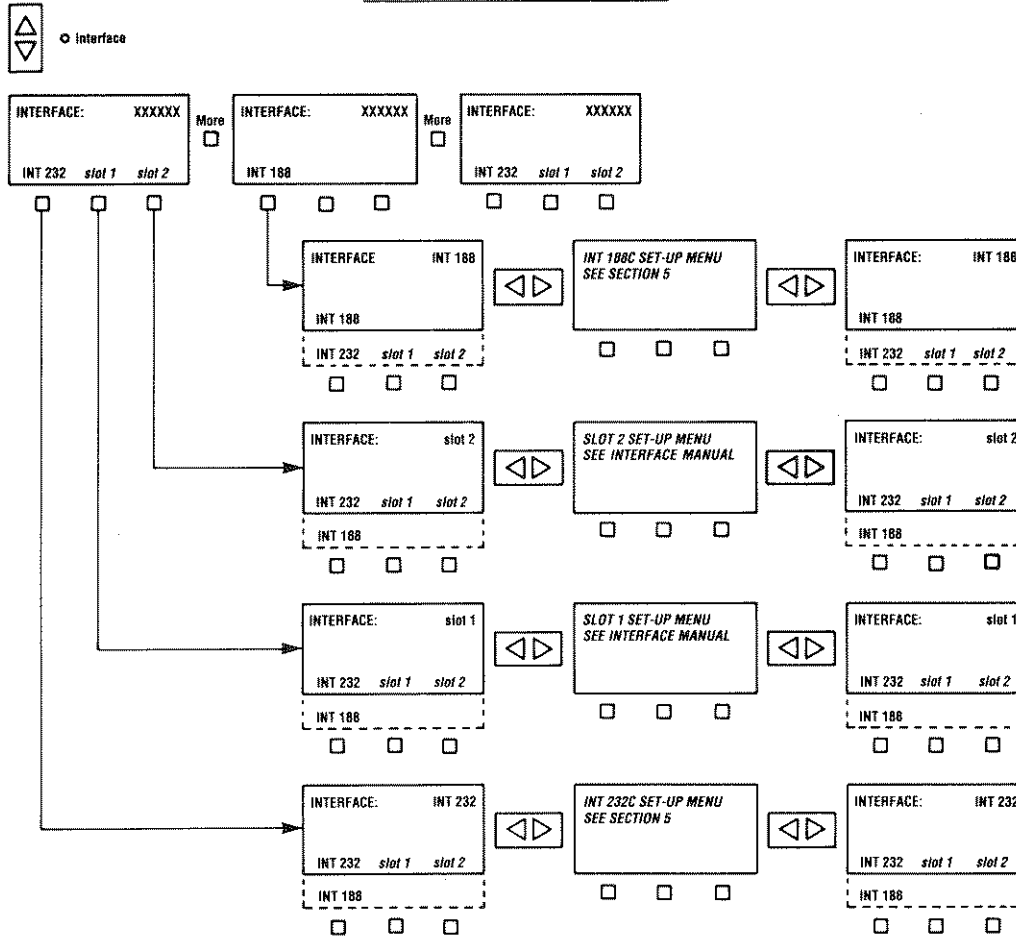 Interface
INTERFACE: XXXXXX
INT 232 slot 1 slot 2
More
INTERFACE: XXXXXX
INT 188
More
INTERFACE: XXXXXX
INT 232 slot 1 slot 2
INTERFACE INT 188
INT 188
INT 232 slot 1 slot 2
INT 188C SET-UP MENU
SEE SECTION 5
INTERFACE: INT 188
INT 188
INT 232 slot 1 slot 2
INTERFACE: slot 2
INT 232 slot 1 slot 2
INT 188
SLOT 2 SET-UP MENU
SEE INTERFACE MANUAL
INTERFACE: slot 2
INT 232 slot 1 slot 2
INT 188
INTERFACE: slot 1
INT 232 slot 1 slot 2
INT 188
SLOT 1 SET-UP MENU
SEE INTERFACE MANUAL
INTERFACE: slot 1
INT 232 slot 1 slot 2
INT 188
INTERFACE: INT 232
INT 232 slot 1 slot 2
INT 188
INT 232C SET-UP MENU
SEE SECTION 5
INTERFACE: INT 232
INT 232 slot 1 slot 2
INT 188